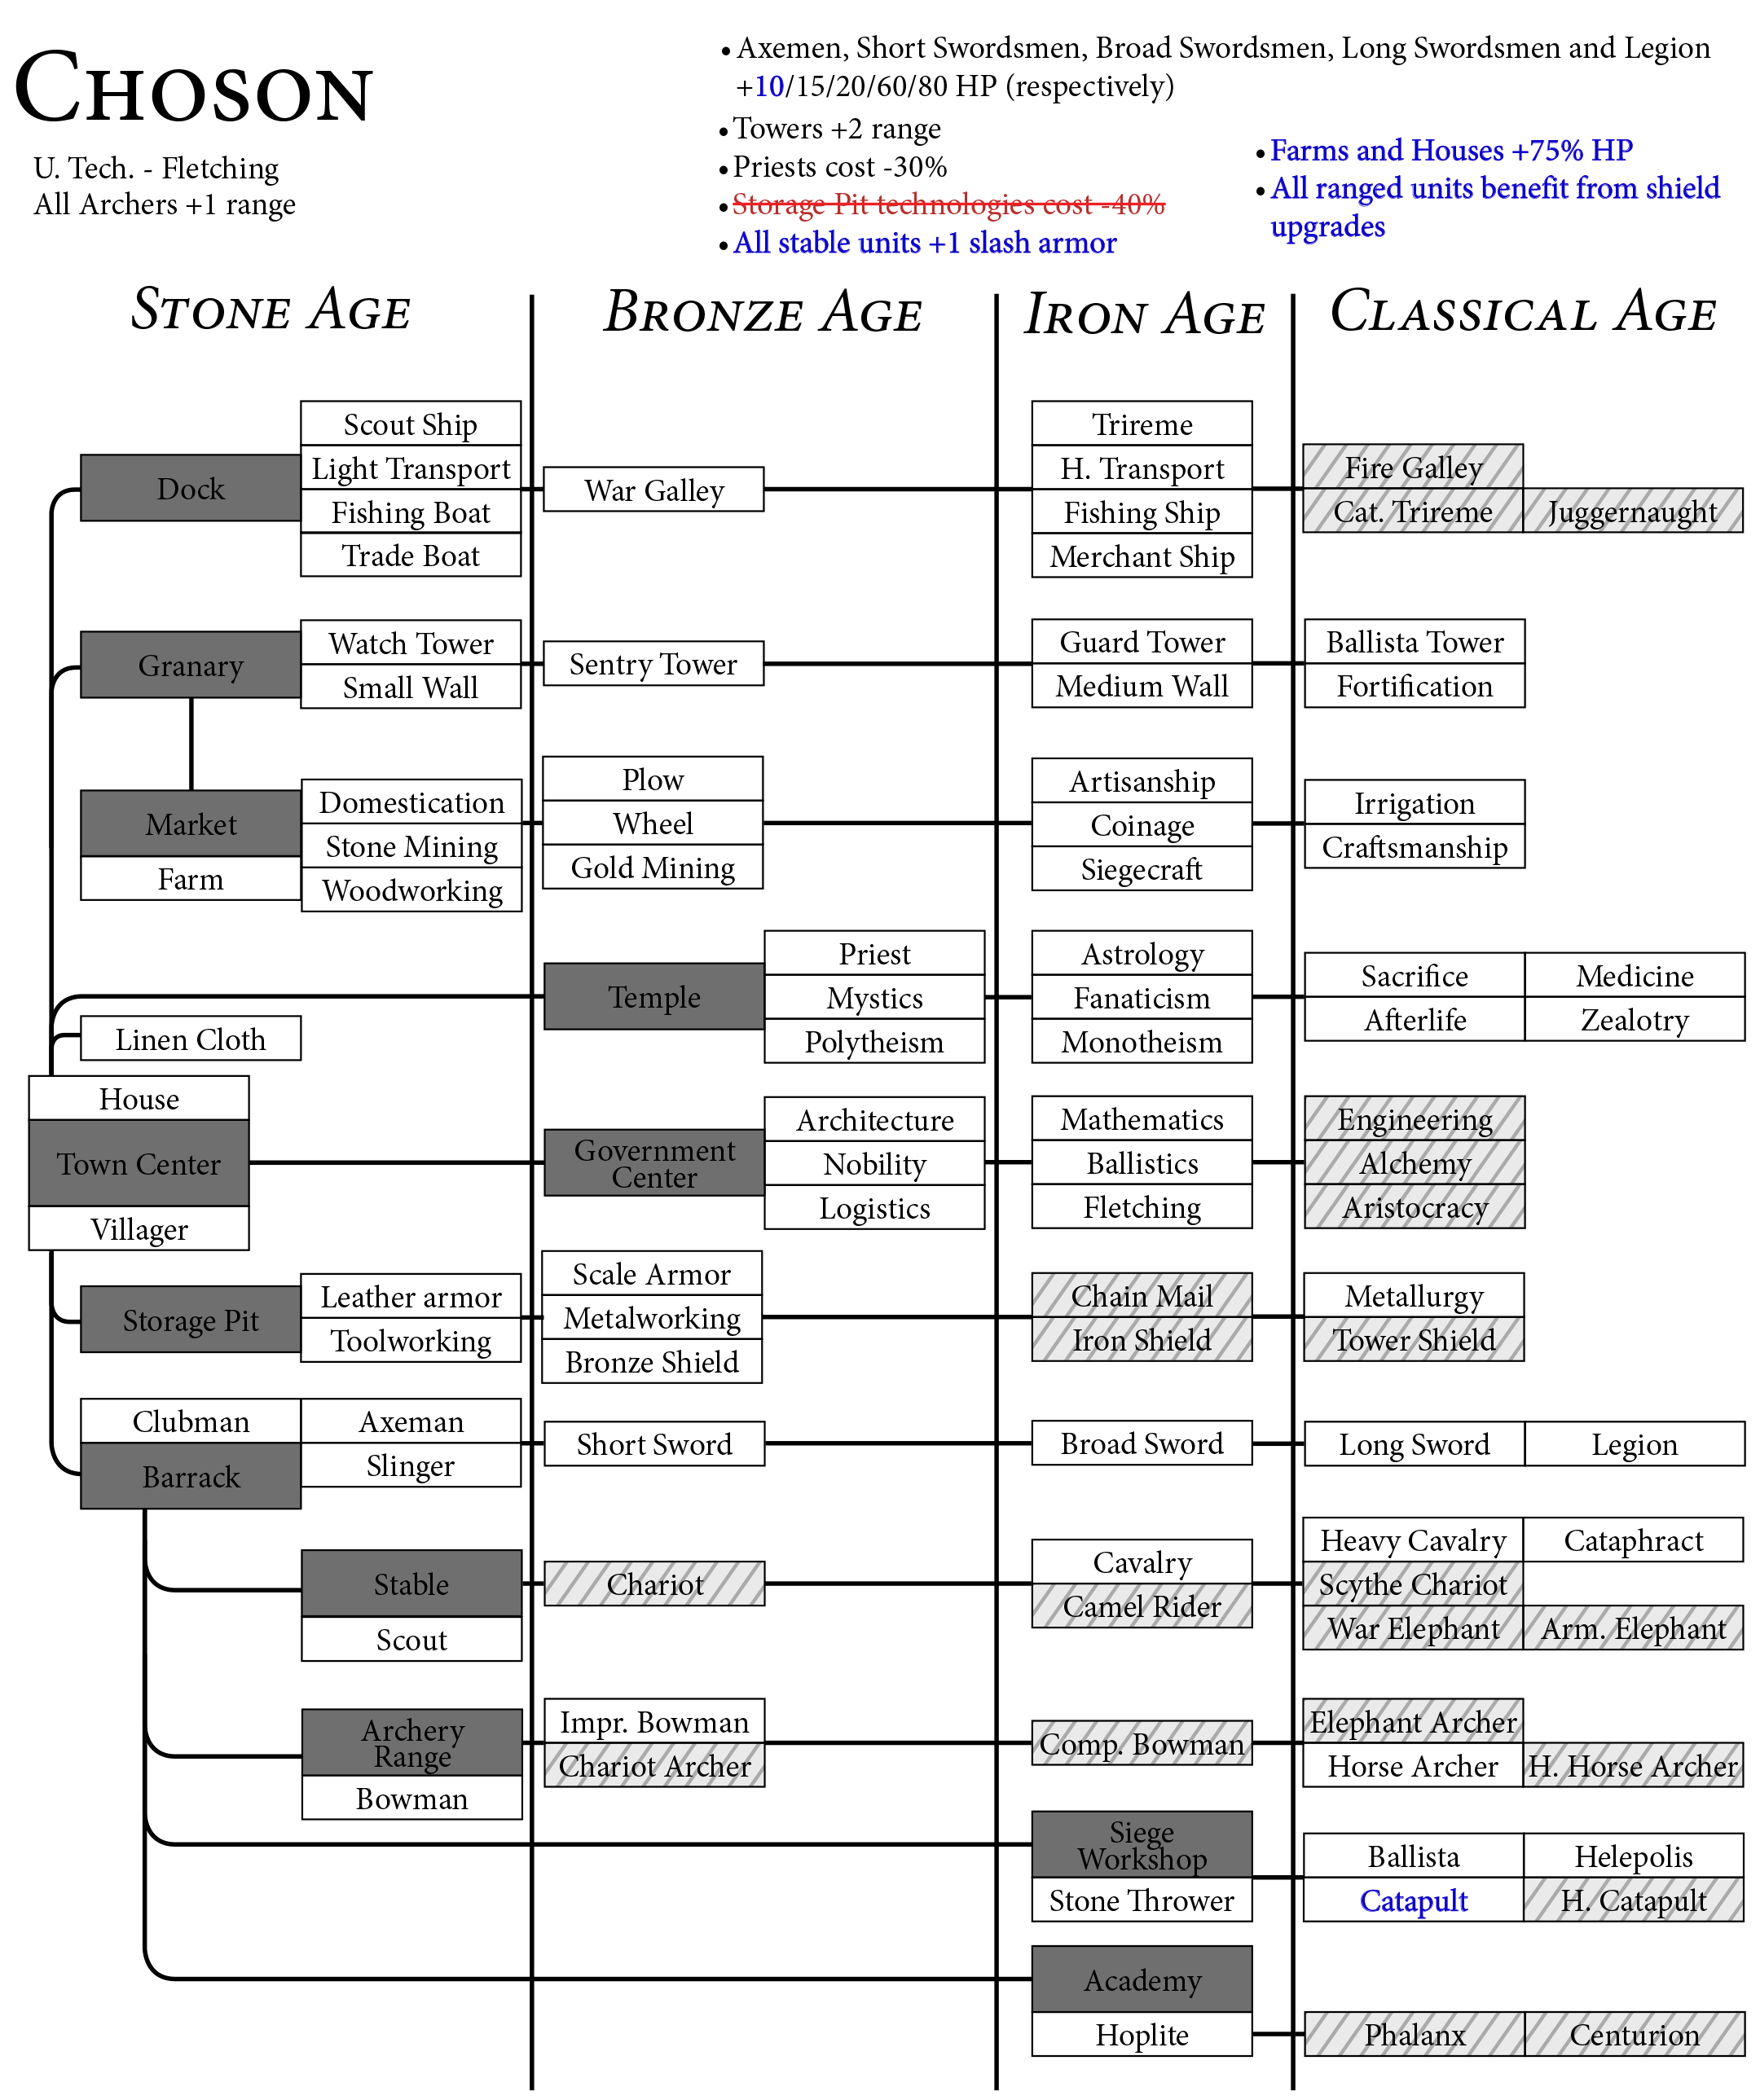 CHOSON
U. Tech. - Fletching
All Archers +1 range
• Axemen, Short Swordsmen, Broad Swordsmen, Long Swordsmen and Legion
+10/15/20/60/80 HP (respectively)
• Towers +2 range
• Priests cost -30%
• Storage Pit technologies cost -40%
• All stable units +1 slash armor
• Farms and Houses +75% HP
• All ranged units benefit from shield
upgrades
STONE AGE
BRONZE AGE
IRON AGE
CLASSICAL AGE
Dock
Scout Ship
Light Transport
Fishing Boat
Trade Boat
War Galley
Trireme
H. Transport
Fishing Ship
Merchant Ship
Fire Galley
Cat. Trireme
Juggernaught
Granary
Watch Tower
Small Wall
Sentry Tower
Guard Tower
Medium Wall
Ballista Tower
Fortification
Market
Farm
Domestication
Stone Mining
Woodworking
Plow
Wheel
Gold Mining
Artisanship
Coinage
Siegecraft
Irrigation
Craftsmanship
Temple
Priest
Mystics
Polytheism
Astrology
Fanaticism
Monotheism
Sacrifice
Medicine
Afterlife
Zealotry
Linen Cloth
House
Town Center
Villager
Government
Center
Architecture
Nobility
Logistics
Mathematics
Ballistics
Fletching
Engineering
Alchemy
Aristocracy
Storage Pit
Leather armor
Toolworking
Scale Armor
Metalworking
Bronze Shield
Chain Mail
Iron Shield
Metallurgy
Tower Shield
Clubman
Barrack
Axeman
Slinger
Short Sword
Broad Sword
Long Sword
Legion
Stable
Scout
Chariot
Cavalry
Camel Rider
Heavy Cavalry
Cataphract
Scythe Chariot
War Elephant
Arm. Elephant
Archery
Range
Bowman
Impr. Bowman
Chariot Archer
Comp. Bowman
Elephant Archer
Horse Archer
H. Horse Archer
Siege
Workshop
Stone Thrower
Ballista
Helepolis
Catapult
H. Catapult
Academy
Hoplite
Phalanx
Centurion